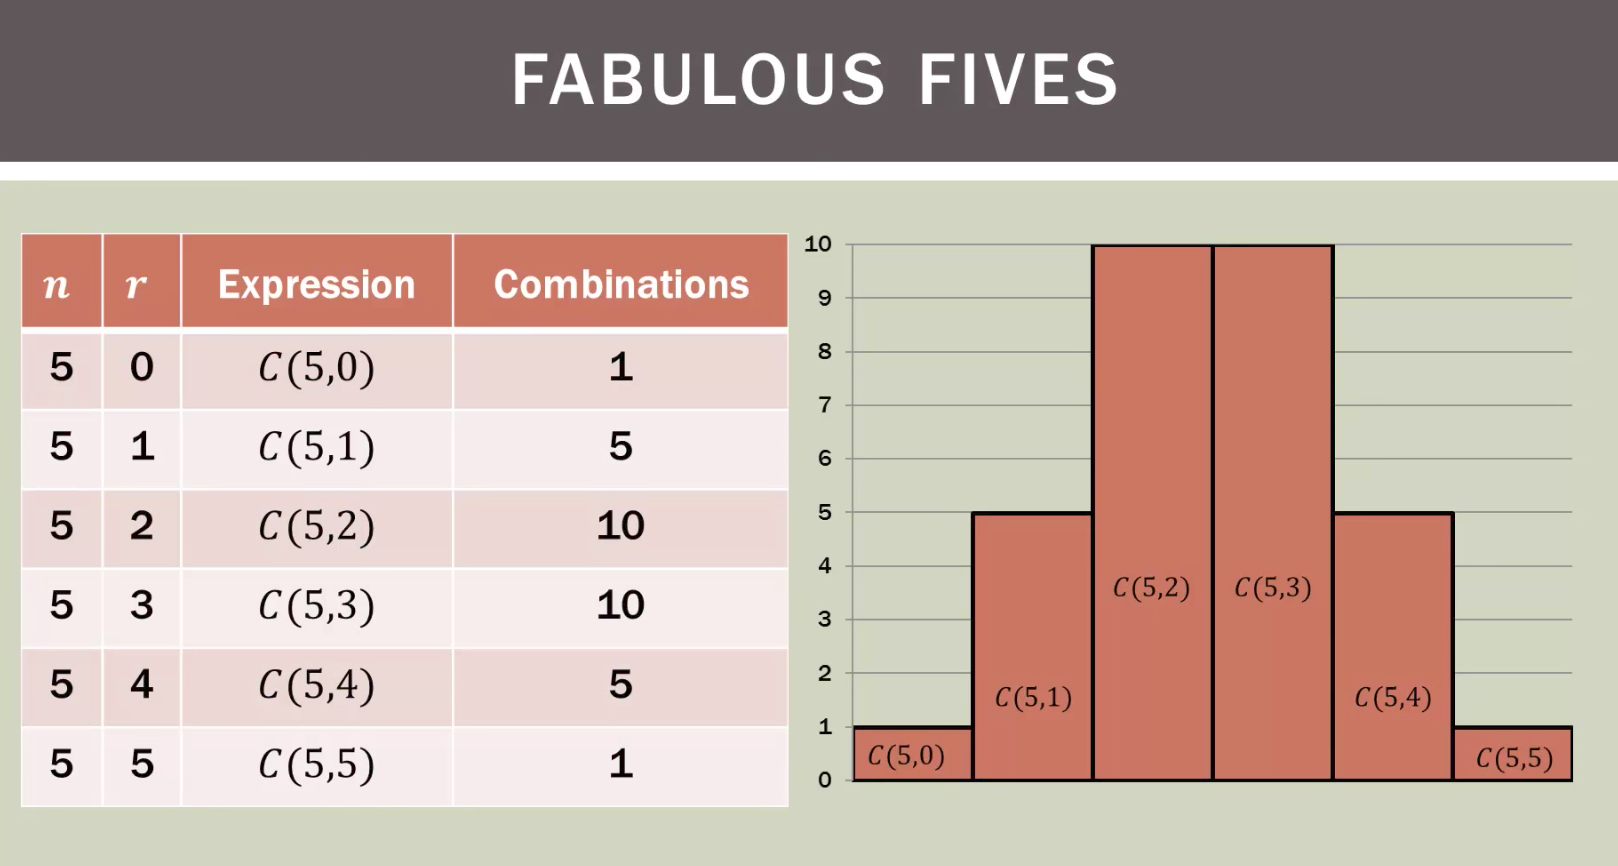 FABULOUS FIVES
n r Expression Combinations
5 0 C(5,0) 1
5 1 C(5,1) 5
5 2 C(5,2) 10
5 3 C(5,3) 10
5 4 C(5,4) 5
5 5 C(5,5) 1
10
9
8
7
6
5
4
3
2
1
0
C(5,0)
C(5,1)
C(5,2)
C(5,3)
C(5,4)
C(5,5)